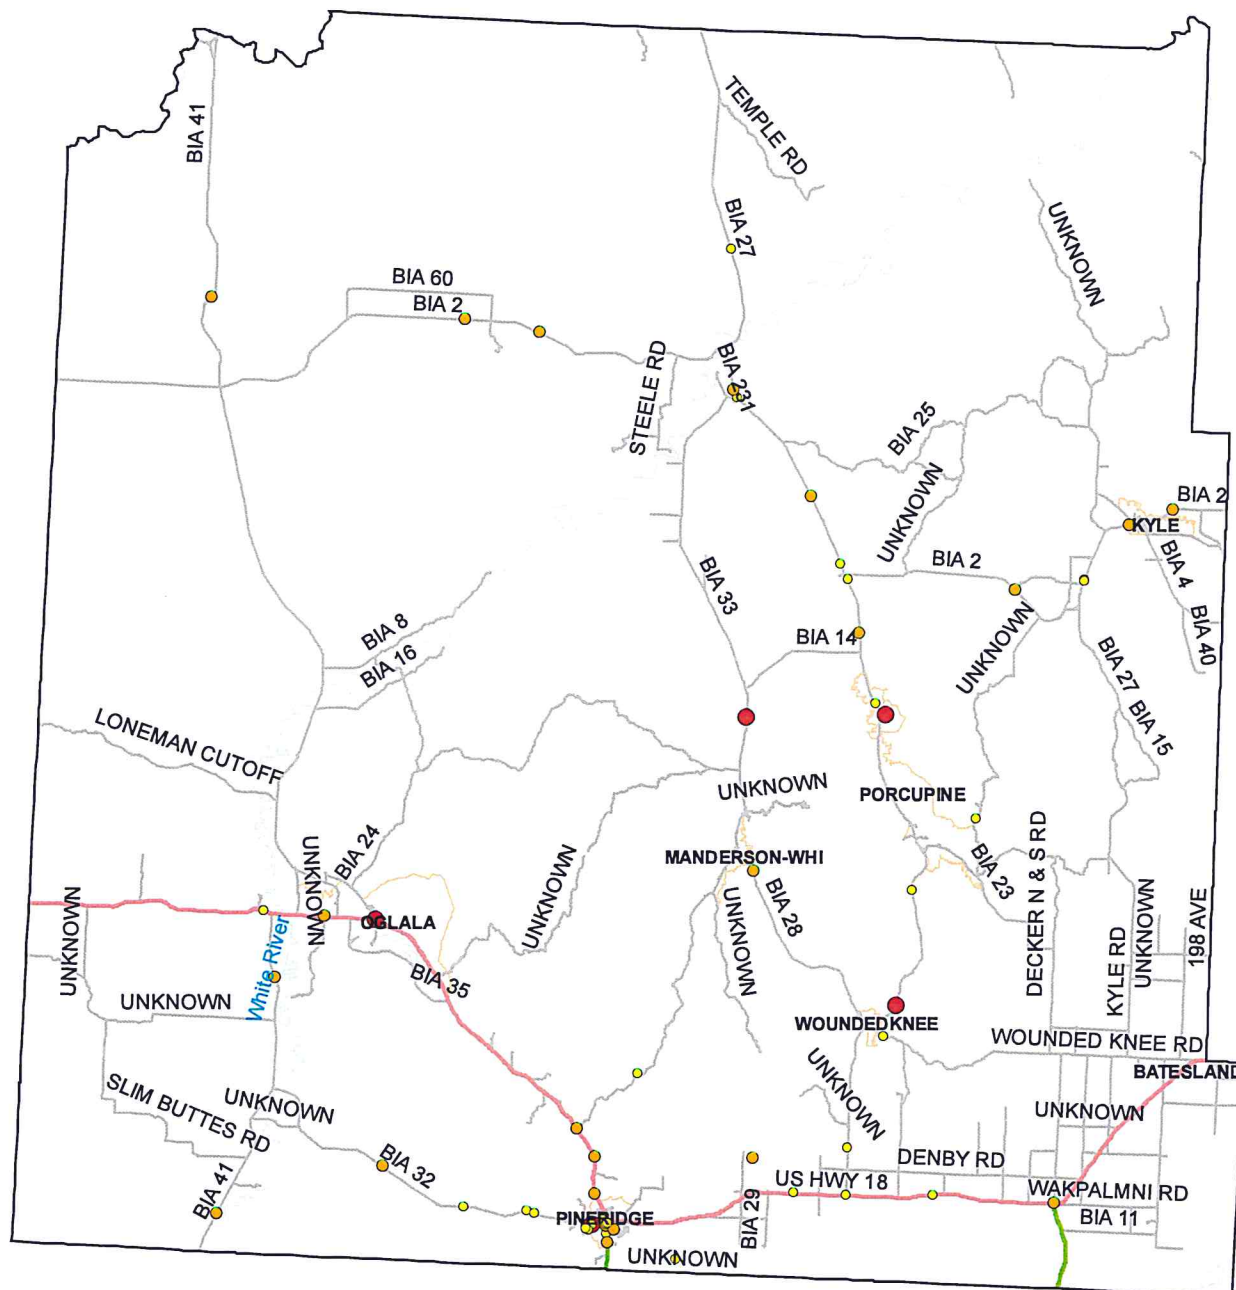 BIA 41
TEMPLE RD
BIA 27
UNKNOWN
BIA 60
BIA 2
STEELE RD
BIA 231
BIA 25
UNKNOWN
BIA 2
KYLE
BIA 2
BIA 4
BIA 33
BIA 8
BIA 14
UNKNOWN
BIA 40
BIA 16
BIA 27
BIA 15
LONEMAN CUTOFF
UNKNOWN
PORCUPINE
UNKNOWN
BIA 24
MANDERSON-WHI
DECKER N & S RD
BIA 23
UNKNOWN
OGLALA
UNKNOWN
UNKNOWN
BIA 28
KYLE RD
UNKNOWN
198 AVE
White River
BIA 35
UNKNOWN
WOUNDEDKNEE
WOUNDED KNEE RD
BATESLAND
SLIM BUTTES RD
UNKNOWN
UNKNOWN
UNKNOWN
BIA 32
DENBY RD
BIA 41
US HWY 18
WAKPALMNI RD
PINERIDGE
BIA 29
BIA 11
UNKNOWN